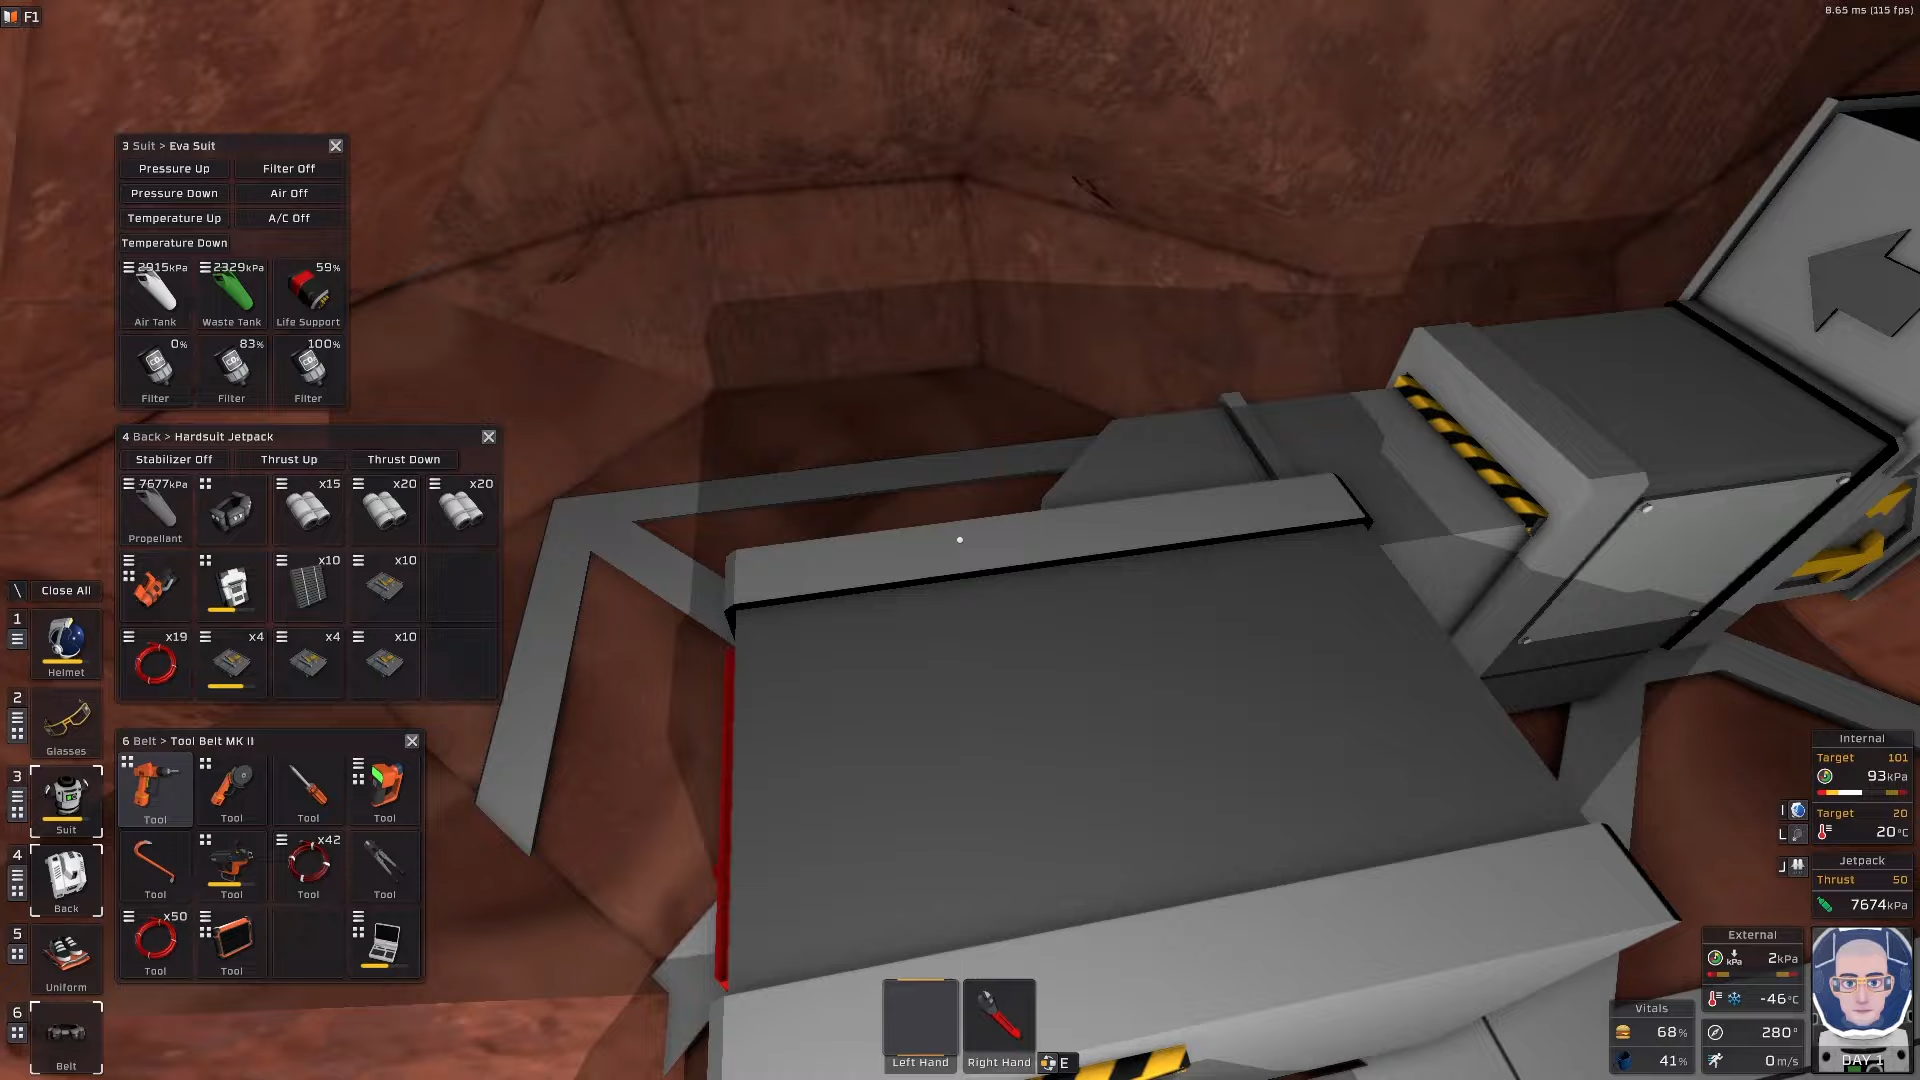 F1
8.65 ms (115 fps)
3 Suit > Eva Suit
Pressure Up
Filter Off
Pressure Down
Air Off
Temperature Up
A/C Off
Temperature Down
2915kPa
2329kPa
59%
Air Tank
Waste Tank
Life Support
0%
83%
100%
Filter
Filter
Filter
4 Back > Hardsuit Jetpack
Stabilizer Off
Thrust Up
Thrust Down
7677kPa
x15
x20
x20
Propellant
x10
x10
x19
x4
x4
x10
Close All
1
Helmet
2
Glasses
3
Suit
4
Back
5
Uniform
6
Belt
6 Belt > Tool Belt MK II
Tool
Tool
Tool
Tool
x42
Tool
Tool
Tool
Tool
x50
Tool
Tool
Left Hand
Right Hand
E
Internal
Target 101
93kPa
Target 20
I
L
20°C
J
Jetpack
Thrust 50
7674kPa
External
kPa
2kPa
-46°C
Vitals
68%
280°
41%
0m/s
DAY 1